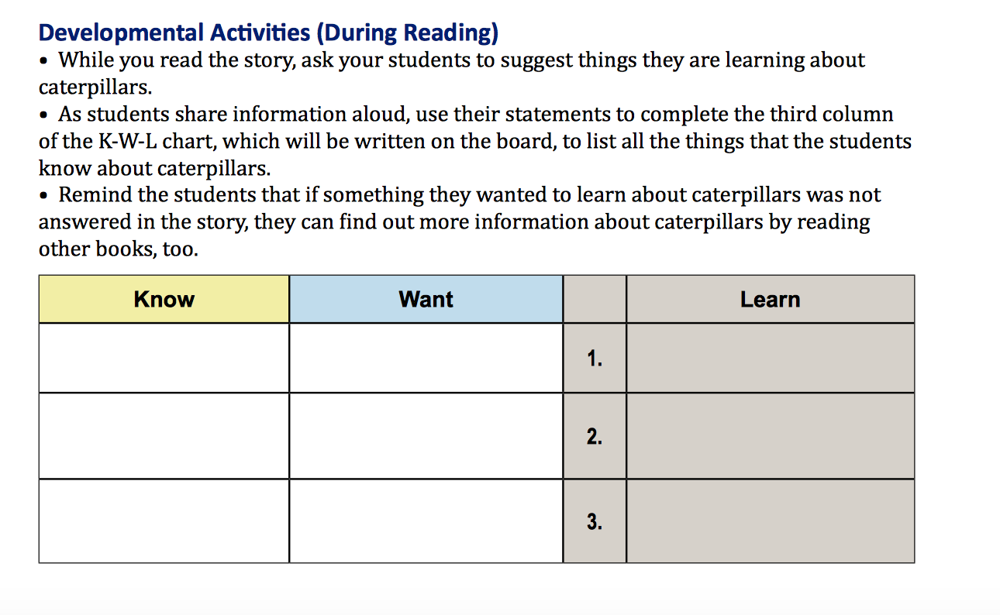 Developmental Activities (During Reading)
• While you read the story, ask your students to suggest things they are learning about
caterpillars.
• As students share information aloud, use their statements to complete the third column
of the K-W-L chart, which will be written on the board, to list all the things that the students
know about caterpillars.
• Remind the students that if something they wanted to learn about caterpillars was not
answered in the story, they can find out more information about caterpillars by reading
other books, too.
Know Want Learn
1.
2.
3.